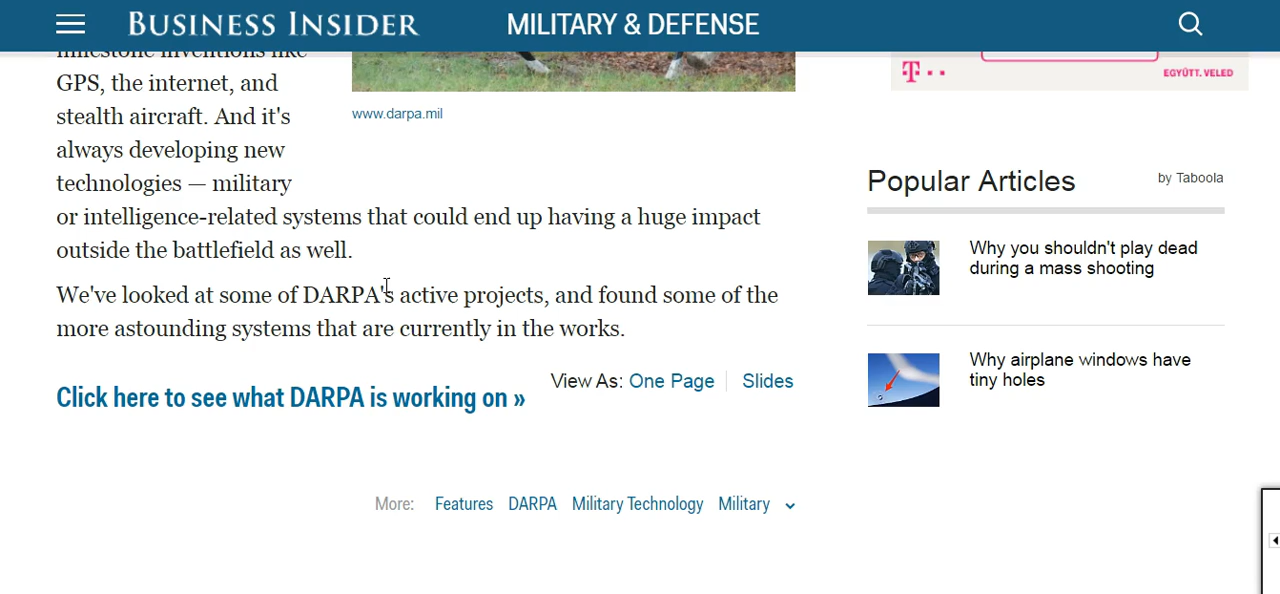 BUSINESS INSIDER
MILITARY & DEFENSE
milestone inventions like
GPS, the internet, and
stealth aircraft. And it's
always developing new
technologies — military
or intelligence-related systems that could end up having a huge impact
outside the battlefield as well.
www.darpa.mil
We've looked at some of DARPA's active projects, and found some of the
more astounding systems that are currently in the works.
View As: One Page Slides
Click here to see what DARPA is working on »
More: Features DARPA Military Technology Military
T
EGYÜTT. VELED
Popular Articles
by Taboola
Why you shouldn't play dead
during a mass shooting
Why airplane windows have
tiny holes